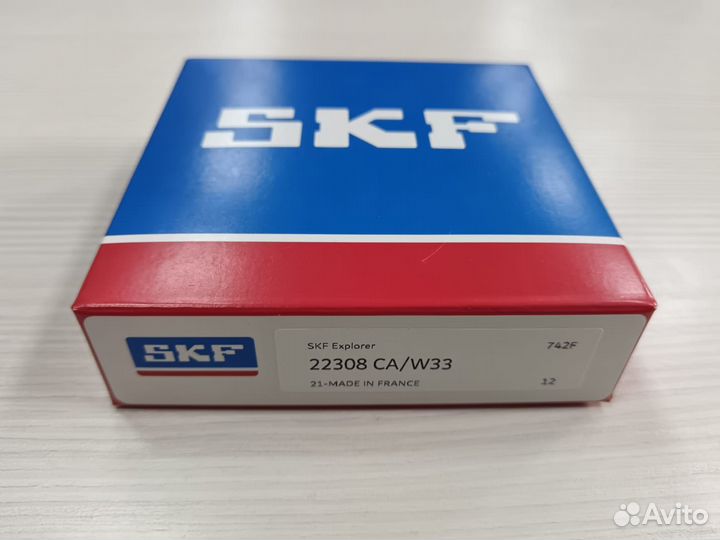 SKF
SKF
SKF Explorer 742F
22308 CA/W33
21-MADE IN FRANCE 12
Avito